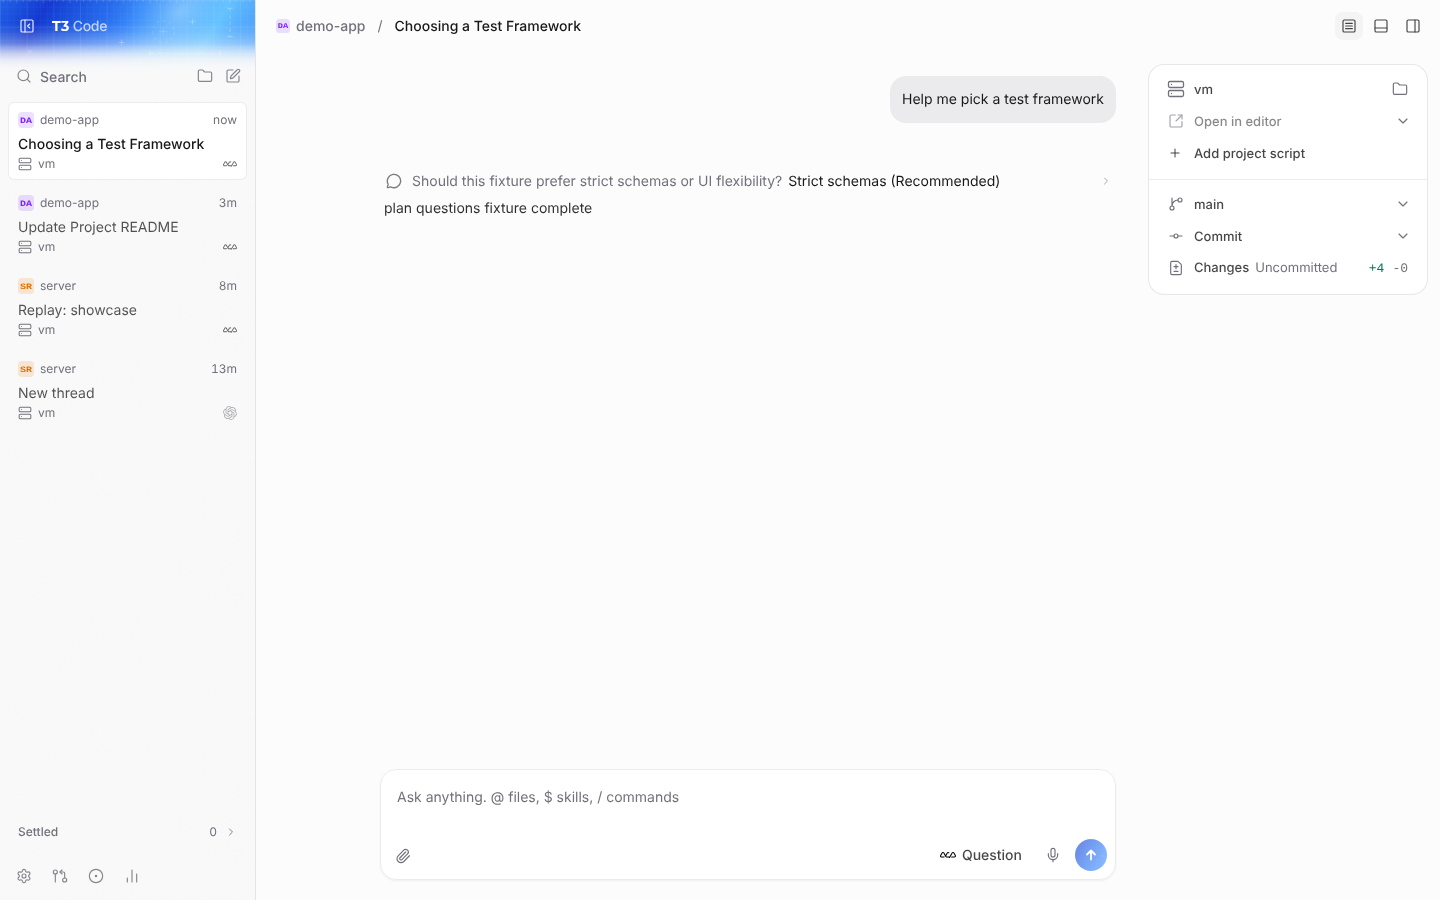 T3 Code
Search
DA demo-app now
Choosing a Test Framework
vm
DA demo-app 3m
Update Project README
vm
SR server 8m
Replay: showcase
vm
SR server 13m
New thread
vm
Settled 0
DA demo-app / Choosing a Test Framework
Help me pick a test framework
Should this fixture prefer strict schemas or UI flexibility? Strict schemas (Recommended)
plan questions fixture complete
Ask anything. @ files, $ skills, / commands
Question
vm
Open in editor
Add project script
main
Commit
Changes Uncommitted +4 -0